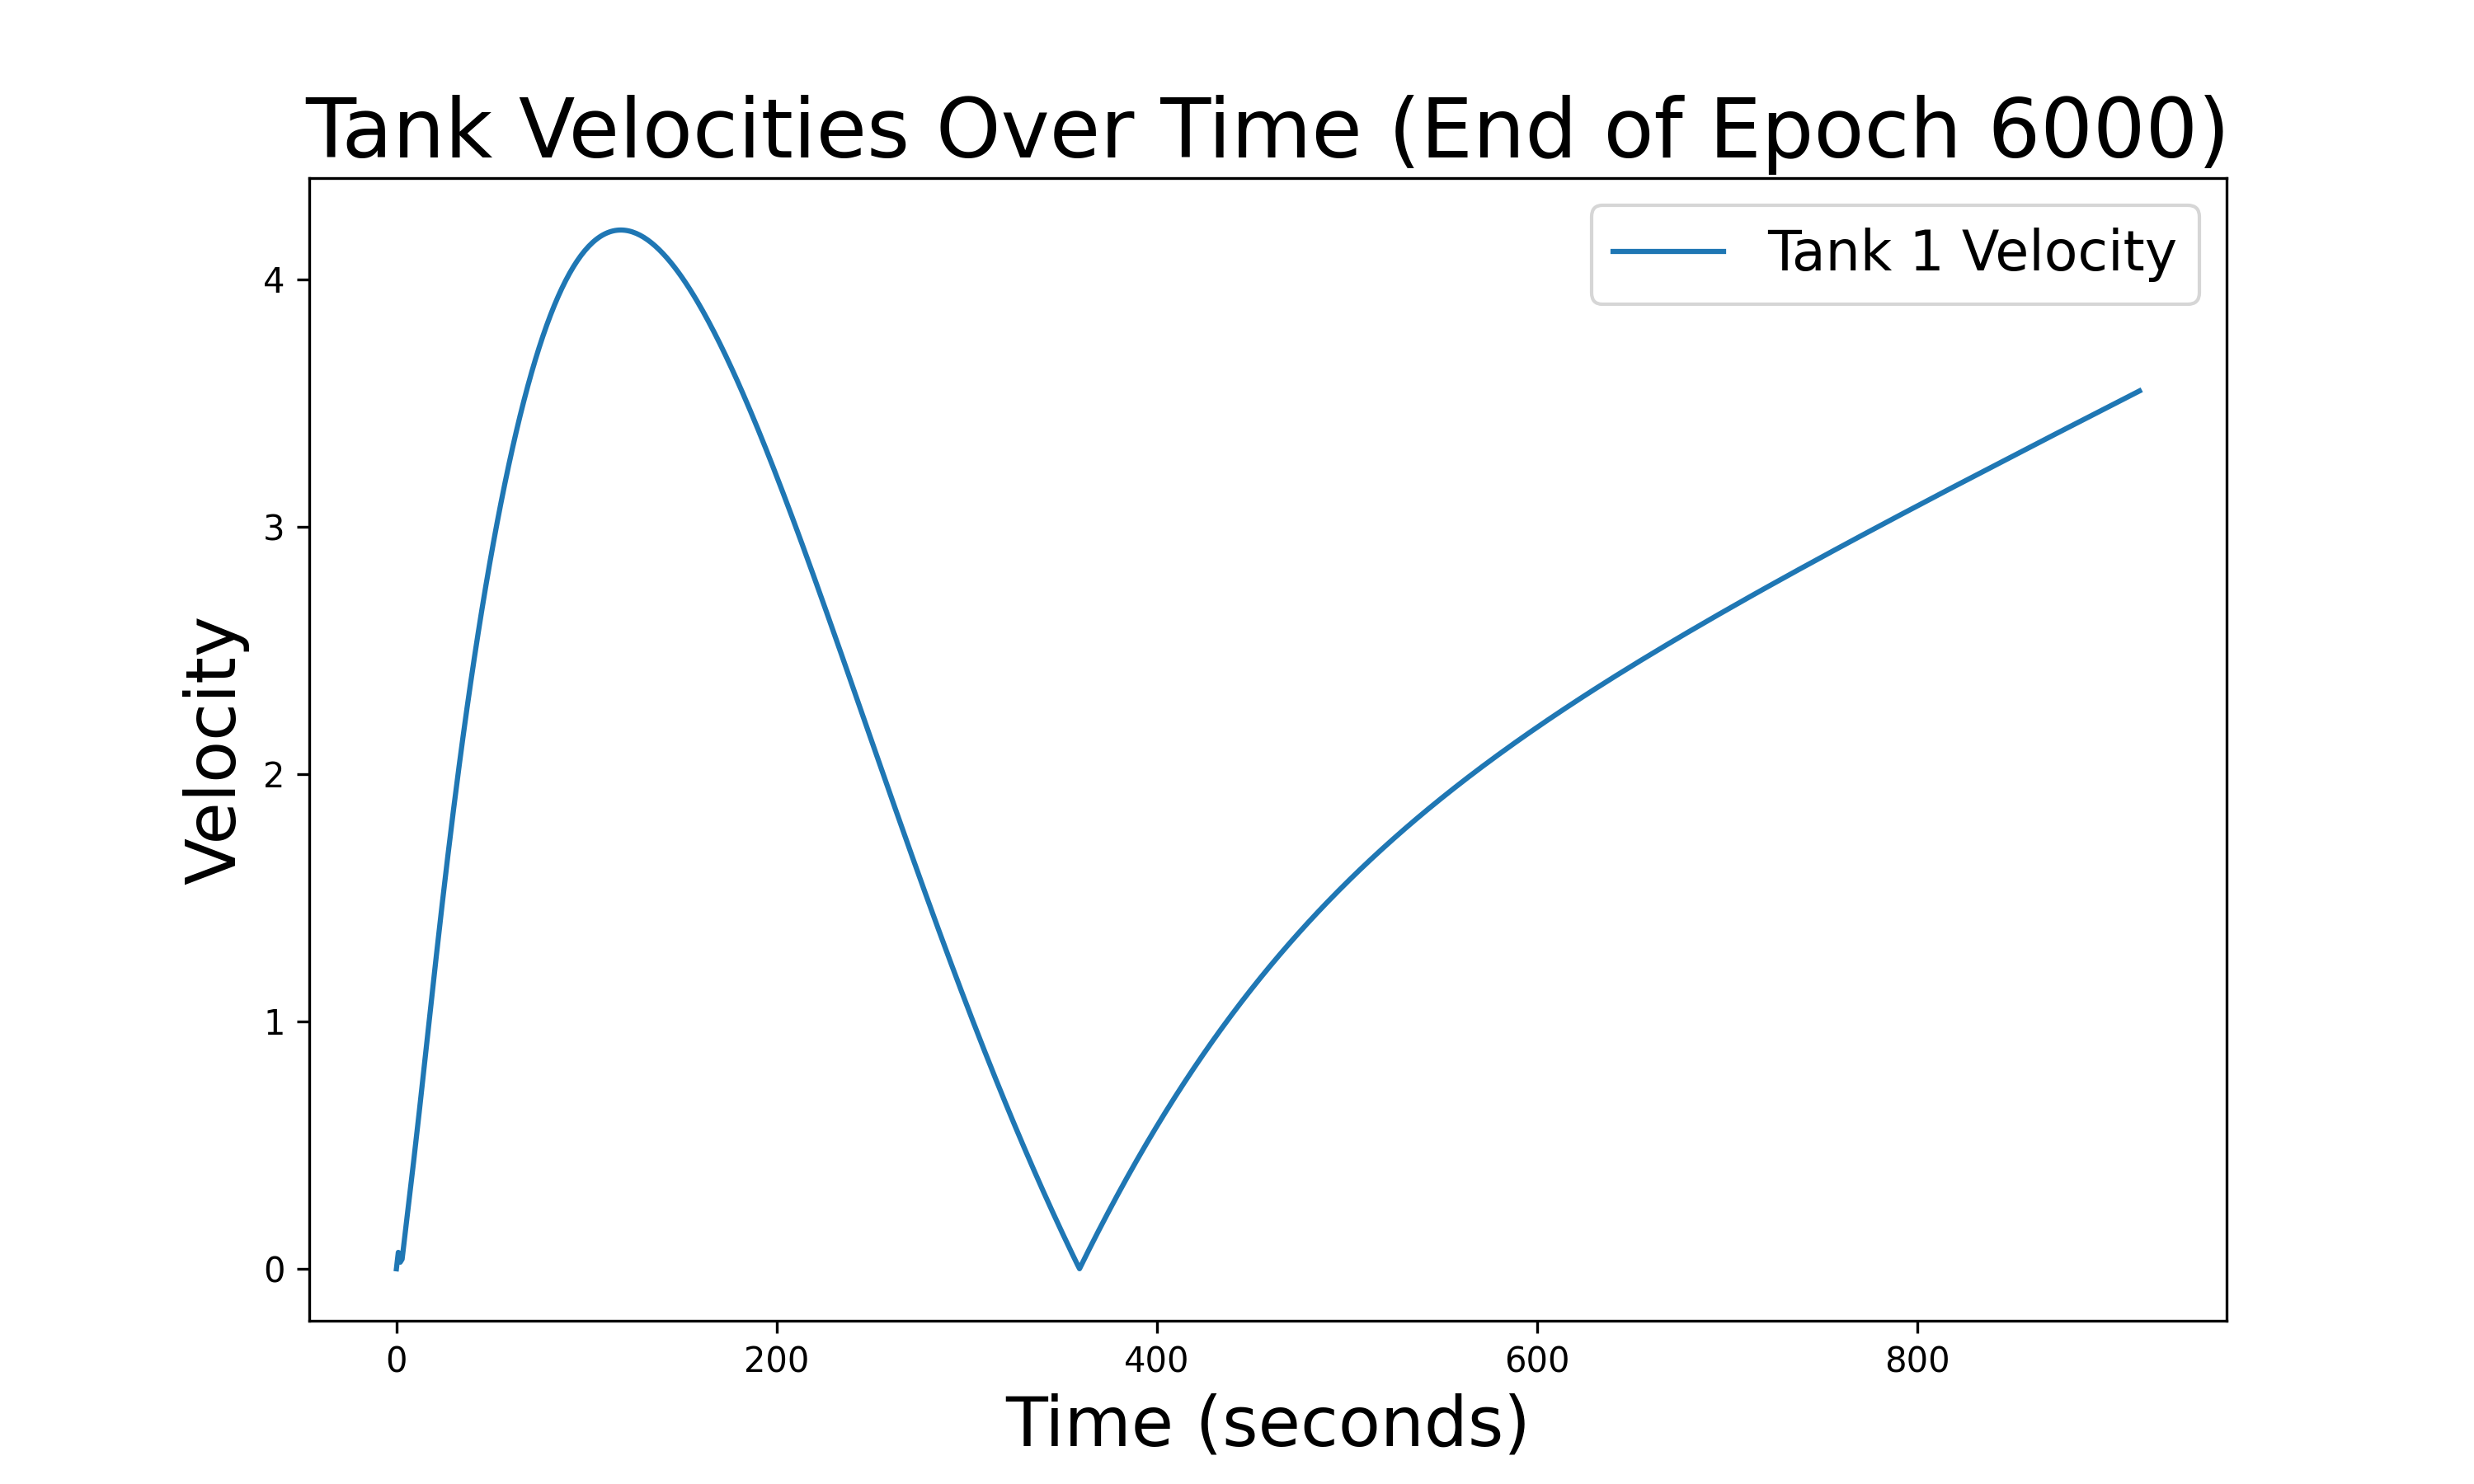 Tank Velocities Over Time (End of Epoch 6000)
Tank 1 Velocity
Velocity
4
3
2
1
0
0 200 400 600 800
Time (seconds)